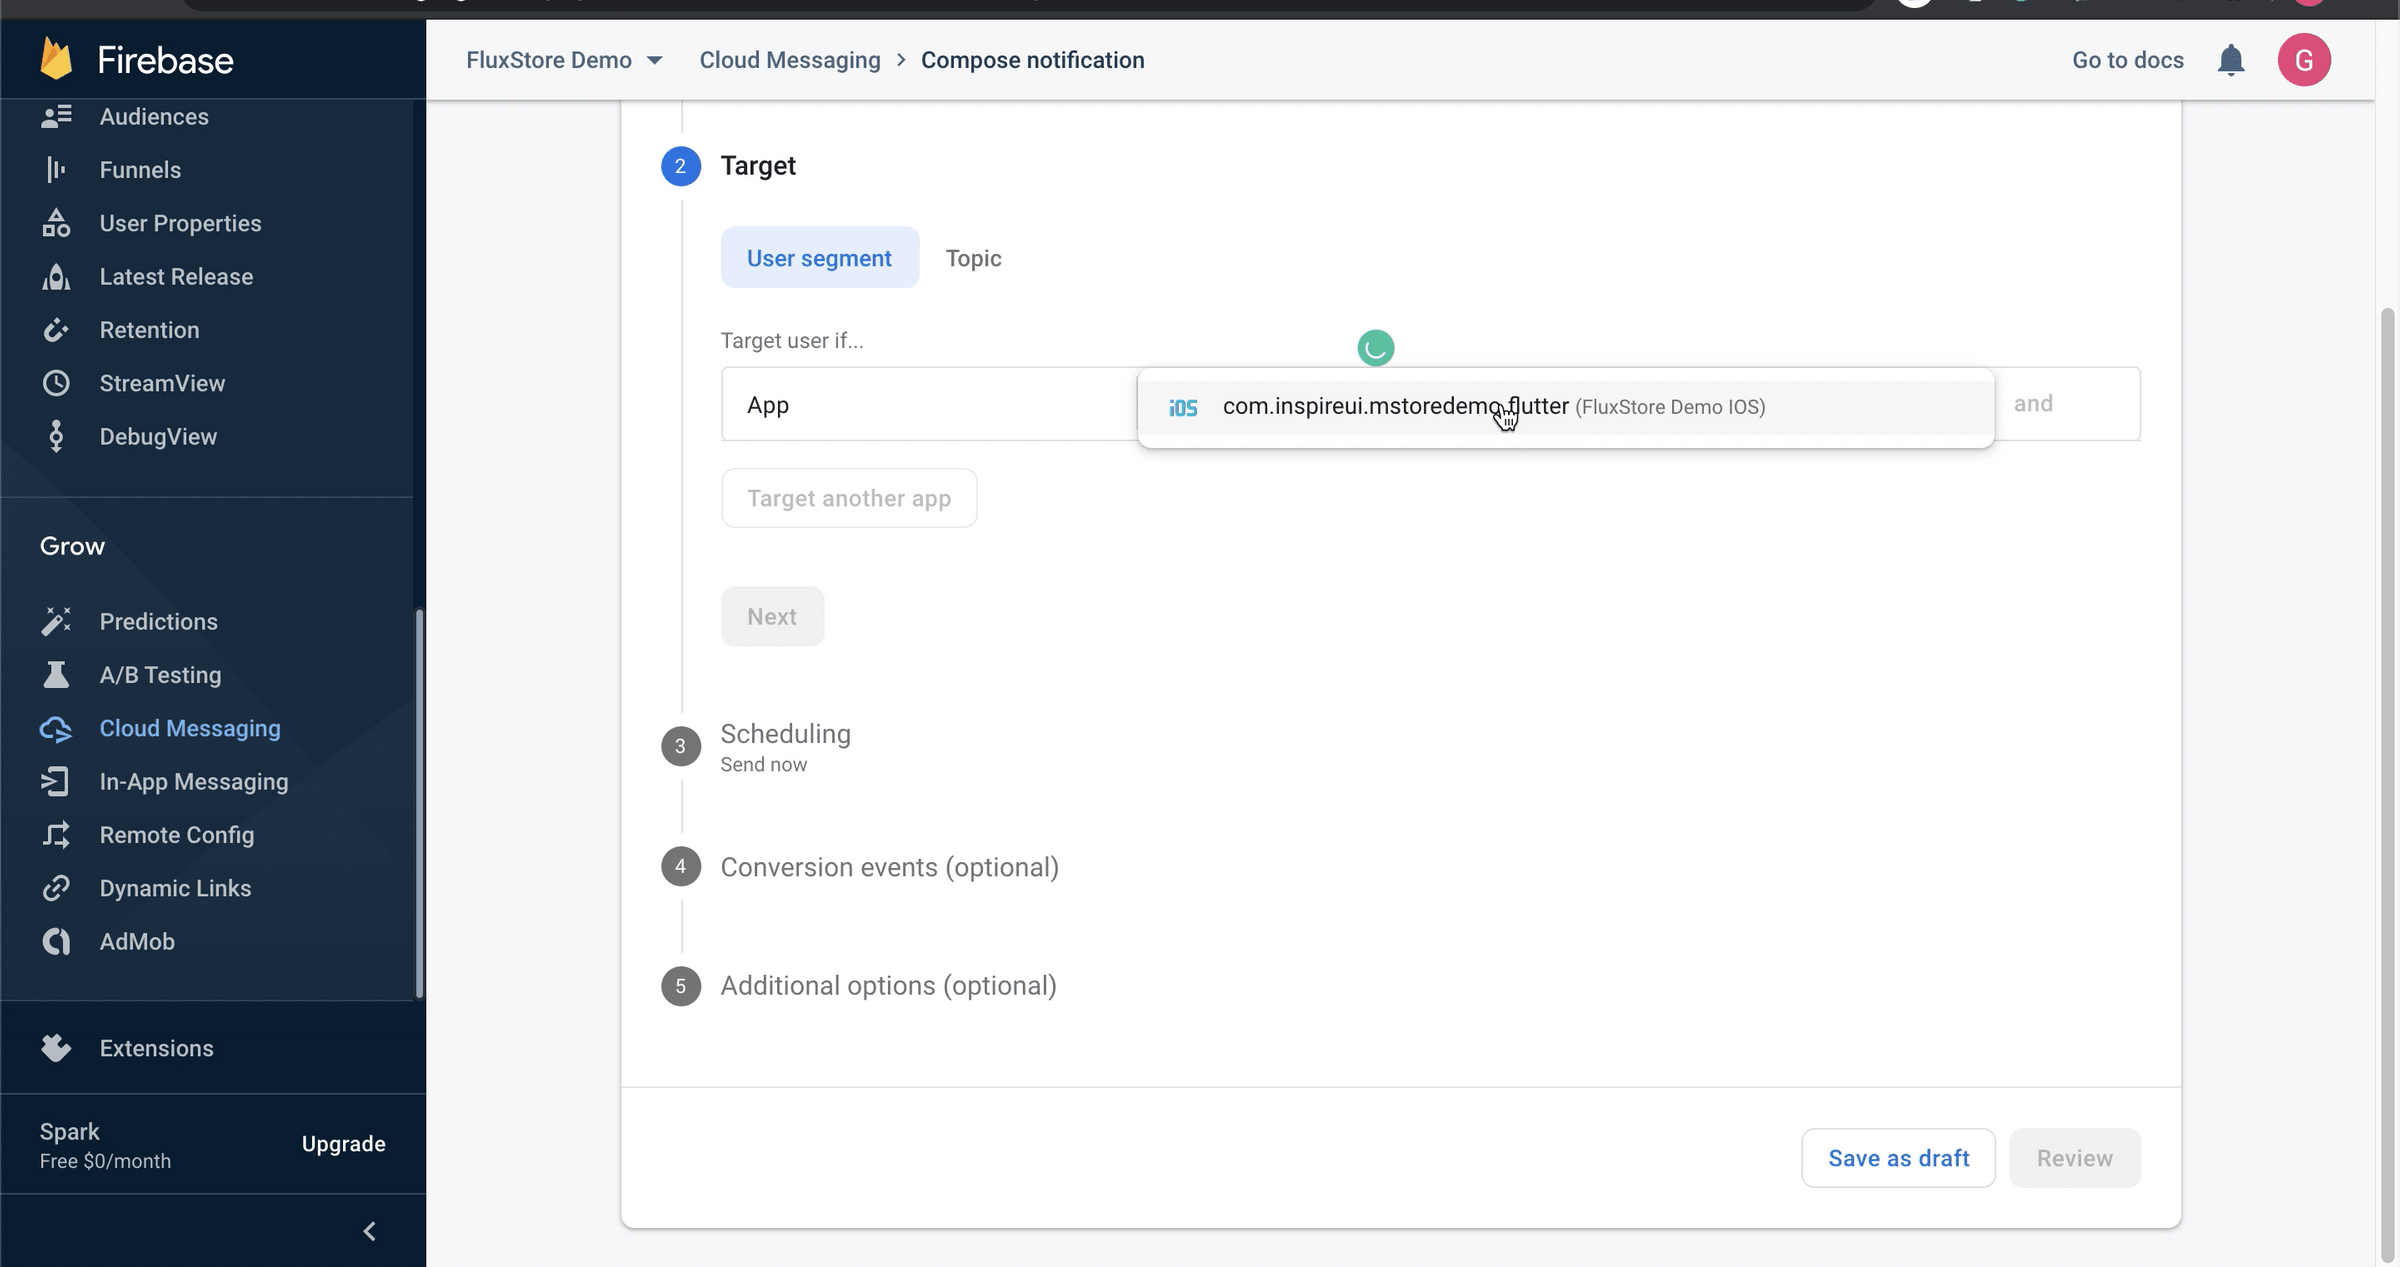 Firebase
FluxStore Demo
Cloud Messaging > Compose notification
Go to docs
G
Audiences
Funnels
User Properties
Latest Release
Retention
StreamView
DebugView
Grow
Predictions
A/B Testing
Cloud Messaging
In-App Messaging
Remote Config
Dynamic Links
AdMob
Extensions
Spark
Free $0/month
Upgrade
2 Target
User segment
Topic
Target user if...
App
iOS com.inspireui.mstoredemo.flutter (FluxStore Demo IOS)
and
Target another app
Next
3 Scheduling
Send now
4 Conversion events (optional)
5 Additional options (optional)
Save as draft
Review